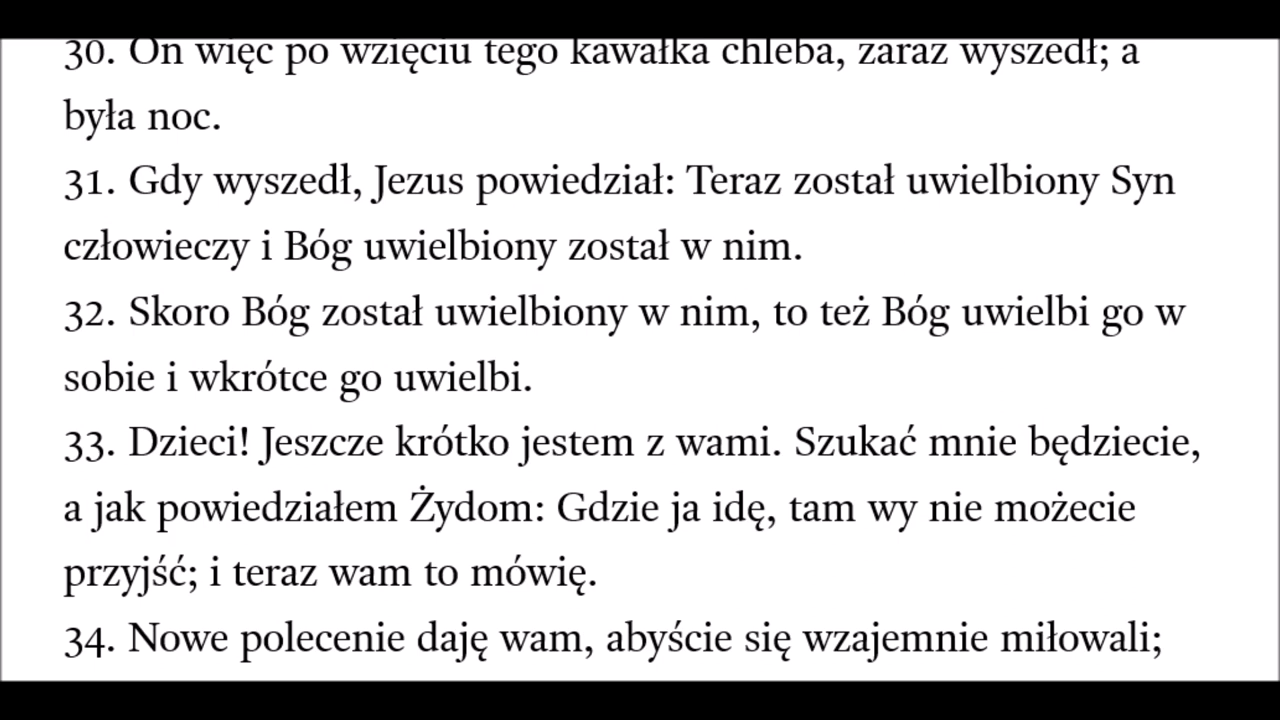 30. On więc po wzięciu tego kawałka chleba, zaraz wyszedł; a
była noc.
31. Gdy wyszedł, Jezus powiedział: Teraz został uwielbiony Syn
człowieczy i Bóg uwielbiony został w nim.
32. Skoro Bóg został uwielbiony w nim, to też Bóg uwielbi go w
sobie i wkrótce go uwielbi.
33. Dzieci! Jeszcze krótko jestem z wami. Szukać mnie będziecie,
a jak powiedziałem Żydom: Gdzie ja idę, tam wy nie możecie
przyjść; i teraz wam to mówię.
34. Nowe polecenie daję wam, abyście się wzajemnie miłowali;